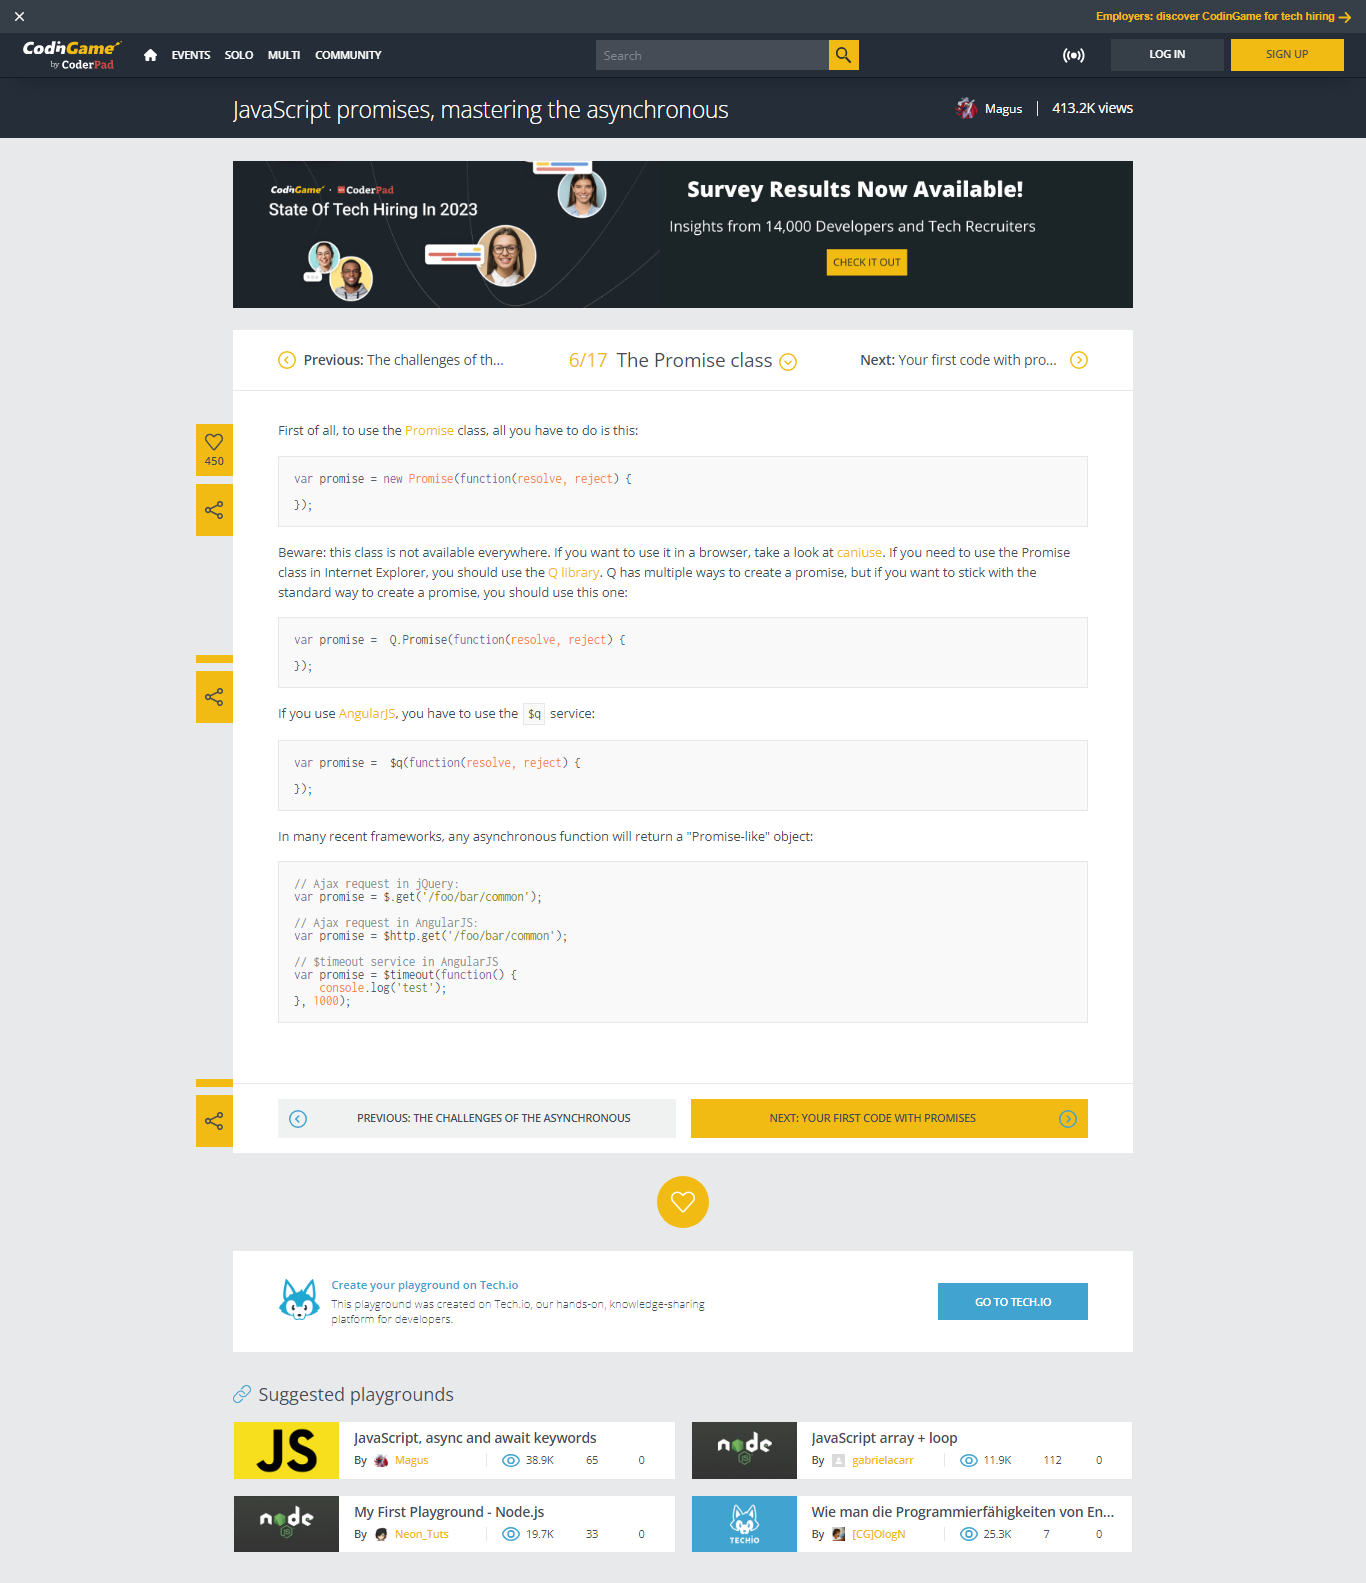 Employers: discover CodinGame for tech hiring
CodinGame
by CoderPad
EVENTS SOLO MULTI COMMUNITY
Search
LOG IN
SIGN UP
JavaScript promises, mastering the asynchronous
Magus
413.2K views
CodinGame · CoderPad
State Of Tech Hiring In 2023
Survey Results Now Available!
Insights from 14,000 Developers and Tech Recruiters
CHECK IT OUT
Previous: The challenges of th...
6/17 The Promise class
Next: Your first code with pro...
450
First of all, to use the Promise class, all you have to do is this:
var promise = new Promise(function(resolve, reject) {
});
Beware: this class is not available everywhere. If you want to use it in a browser, take a look at caniuse. If you need to use the Promise
class in Internet Explorer, you should use the Q library. Q has multiple ways to create a promise, but if you want to stick with the
standard way to create a promise, you should use this one:
var promise =  Q.Promise(function(resolve, reject) {
});
If you use AngularJS, you have to use the $q service:
var promise =  $q(function(resolve, reject) {
});
In many recent frameworks, any asynchronous function will return a "Promise-like" object:
// Ajax request in jQuery:
var promise = $.get('/foo/bar/common');
// Ajax request in AngularJS:
var promise = $http.get('/foo/bar/common');
// $timeout service in AngularJS
var promise = $timeout(function() {
    console.log('test');
}, 1000);
PREVIOUS: THE CHALLENGES OF THE ASYNCHRONOUS
NEXT: YOUR FIRST CODE WITH PROMISES
Create your playground on Tech.io
This playground was created on Tech.io, our hands-on, knowledge-sharing
platform for developers.
GO TO TECH.IO
Suggested playgrounds
JS
JavaScript, async and await keywords
By Magus 38.9K 65 0
node
JS
JavaScript array + loop
By gabrielacarr 11.9K 112 0
node
JS
My First Playground - Node.js
By Neon_Tuts 19.7K 33 0
TECHIO
Wie man die Programmierfähigkeiten von En...
By [CG]OlogN 25.3K 7 0